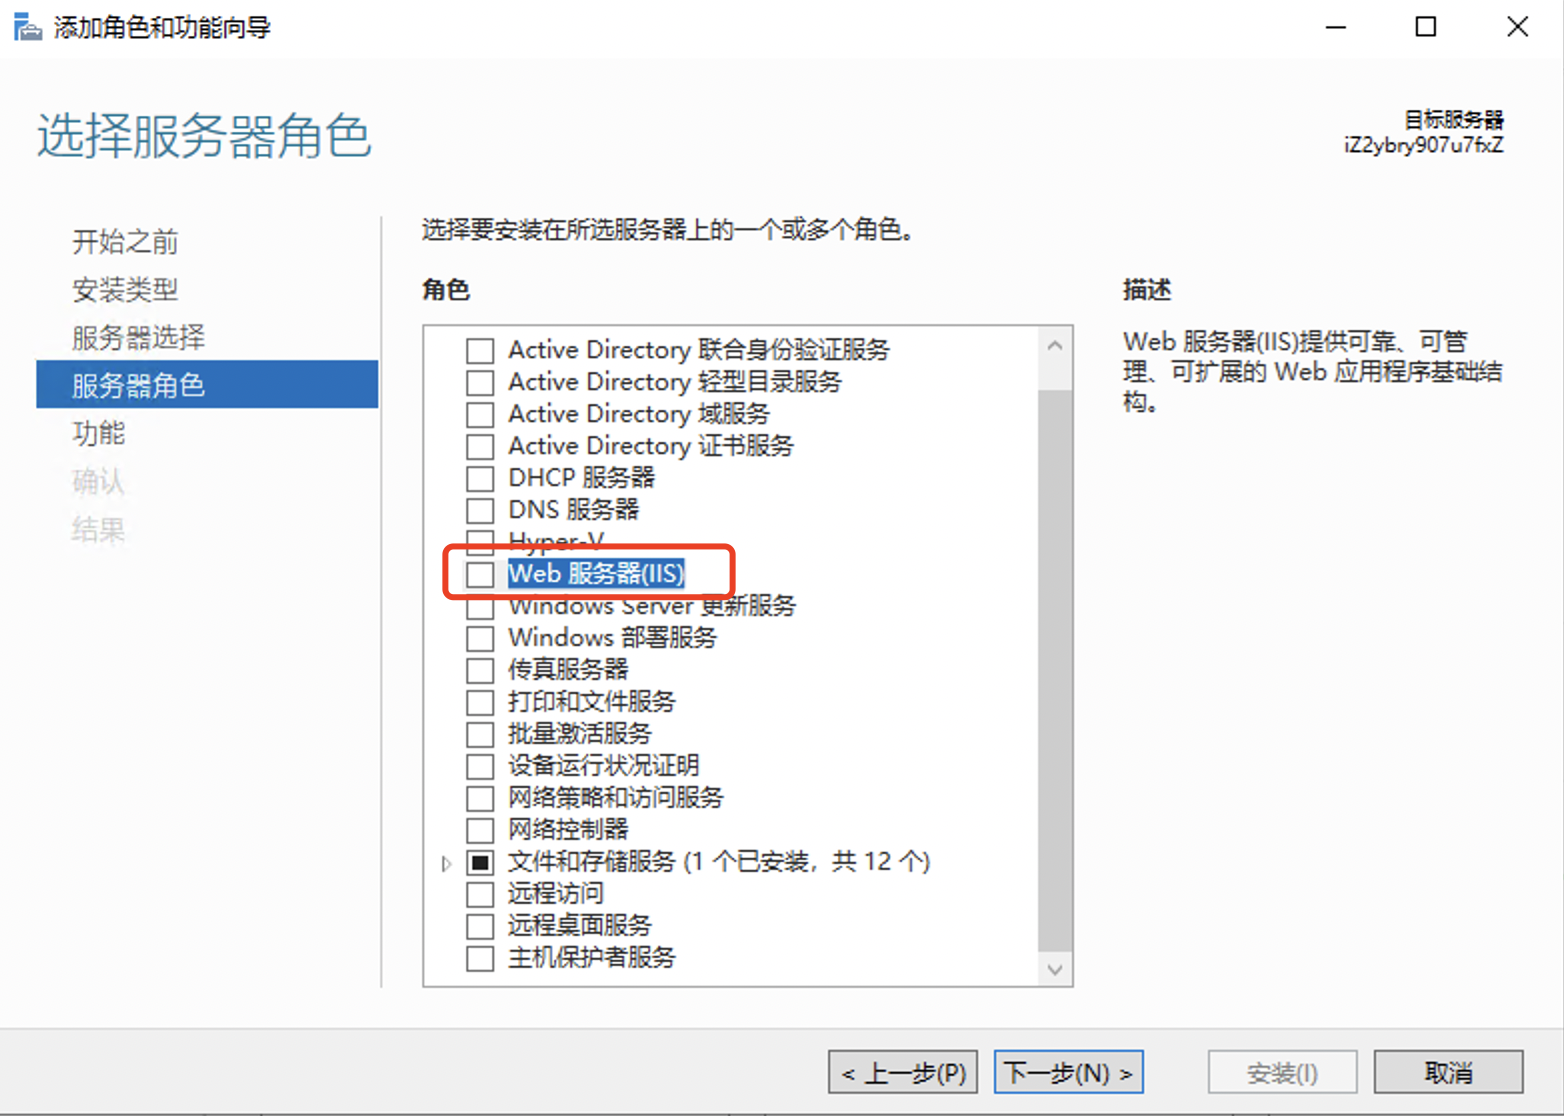 添加角色和功能向导
选择服务器角色
目标服务器
iZ2ybry907u7fxZ
开始之前
安装类型
服务器选择
服务器角色
功能
确认
结果
选择要安装在所选服务器上的一个或多个角色。
角色
Active Directory 联合身份验证服务
Active Directory 轻型目录服务
Active Directory 域服务
Active Directory 证书服务
DHCP 服务器
DNS 服务器
Hyper-V
Web 服务器(IIS)
Windows Server 更新服务
Windows 部署服务
传真服务器
打印和文件服务
批量激活服务
设备运行状况证明
网络策略和访问服务
网络控制器
文件和存储服务 (1 个已安装，共 12 个)
远程访问
远程桌面服务
主机保护者服务
描述
Web 服务器(IIS)提供可靠、可管
理、可扩展的 Web 应用程序基础结
构。
< 上一步(P)
下一步(N) >
安装(I)
取消